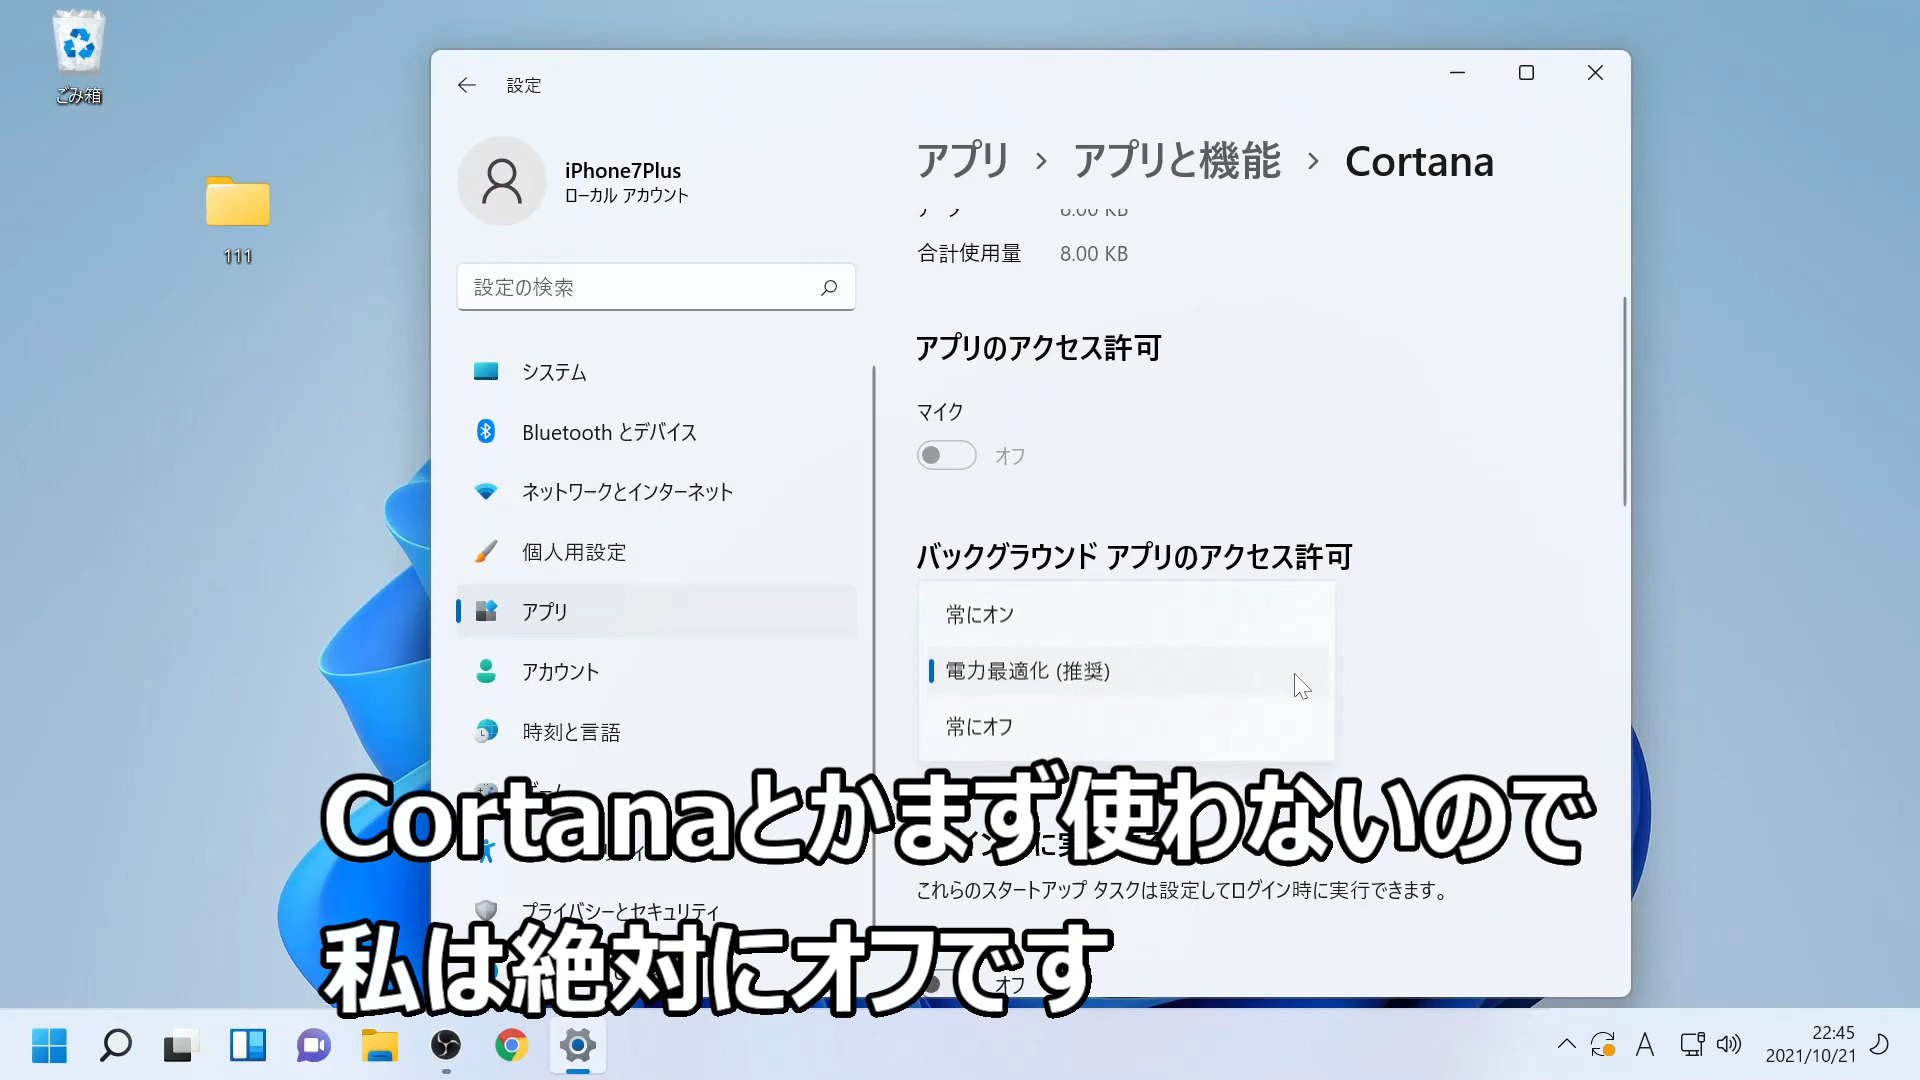 ごみ箱
111
設定
iPhone7Plus
ローカル アカウント
設定の検索
システム
Bluetooth とデバイス
ネットワークとインターネット
個人用設定
アプリ
アカウント
時刻と言語
プライバシーとセキュリティ
アプリ › アプリと機能 › Cortana
8.00 KB
合計使用量 8.00 KB
アプリのアクセス許可
マイク
オフ
バックグラウンド アプリのアクセス許可
常にオン
電力最適化 (推奨)
常にオフ
これらのスタートアップ タスクは設定してログイン時に実行できます。
オフ
Cortanaとかまず使わないので
私は絶対にオフです
A
22:45
2021/10/21